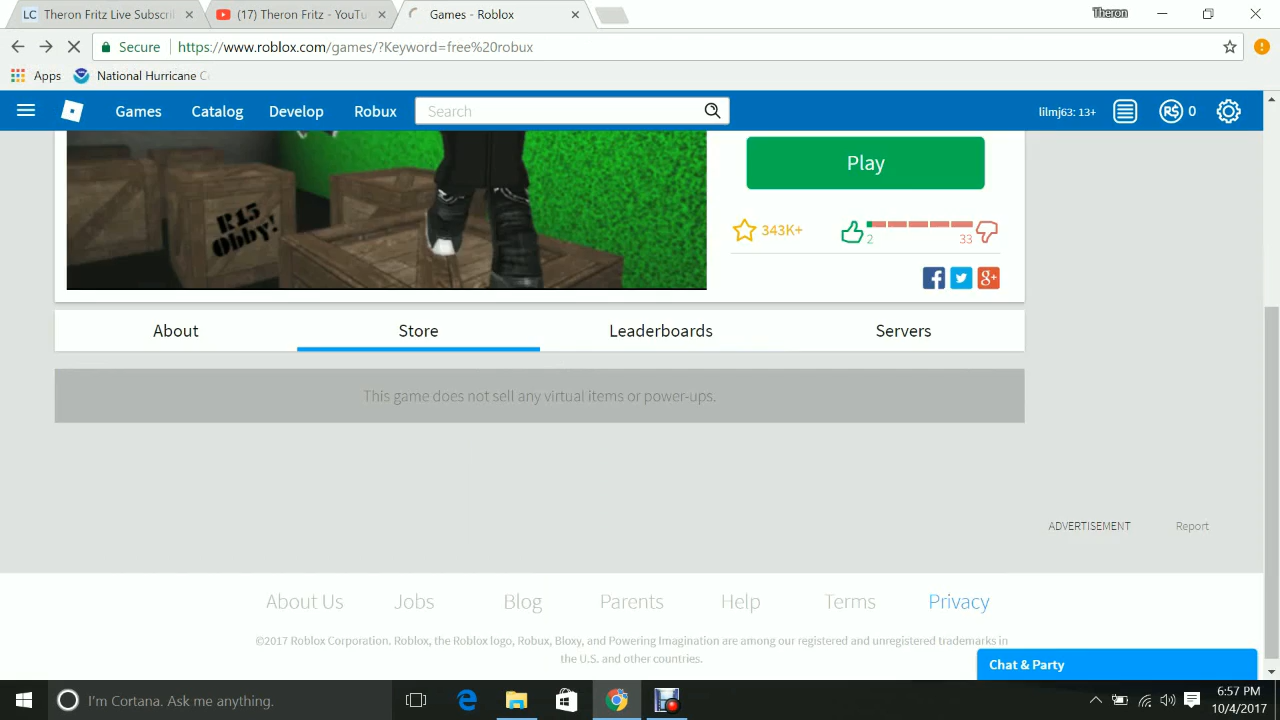 LC Theron Fritz Live Subscri
(17) Theron Fritz - YouTu
Games - Roblox
Theron
Secure
https://www.roblox.com/games/?Keyword=free%20robux
Apps
National Hurricane C
Games
Catalog
Develop
Robux
Search
lilmj63: 13+
R$ 0
Play
R15
OBBY
343K+
2
33
f
g+
About
Store
Leaderboards
Servers
This game does not sell any virtual items or power-ups.
ADVERTISEMENT
Report
About Us
Jobs
Blog
Parents
Help
Terms
Privacy
©2017 Roblox Corporation. Roblox, the Roblox logo, Robux, Bloxy, and Powering Imagination are among our registered and unregistered trademarks in
the U.S. and other countries.
Chat & Party
I'm Cortana. Ask me anything.
6:57 PM
10/4/2017